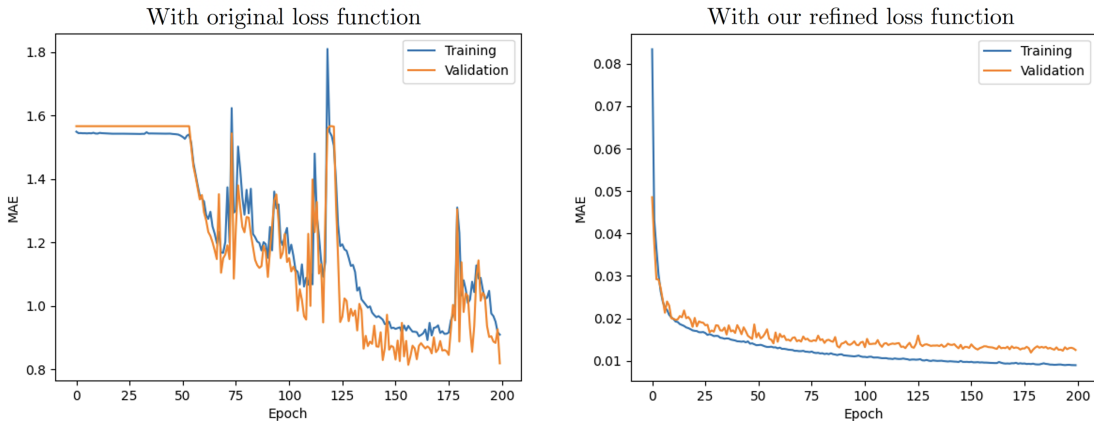 With original loss function
1.8
1.6
1.4
1.2
1.0
0.8
MAE
Training
Validation
0 25 50 75 100 125 150 175 200
Epoch
With our refined loss function
0.08
0.07
0.06
0.05
0.04
0.03
0.02
0.01
MAE
Training
Validation
0 25 50 75 100 125 150 175 200
Epoch